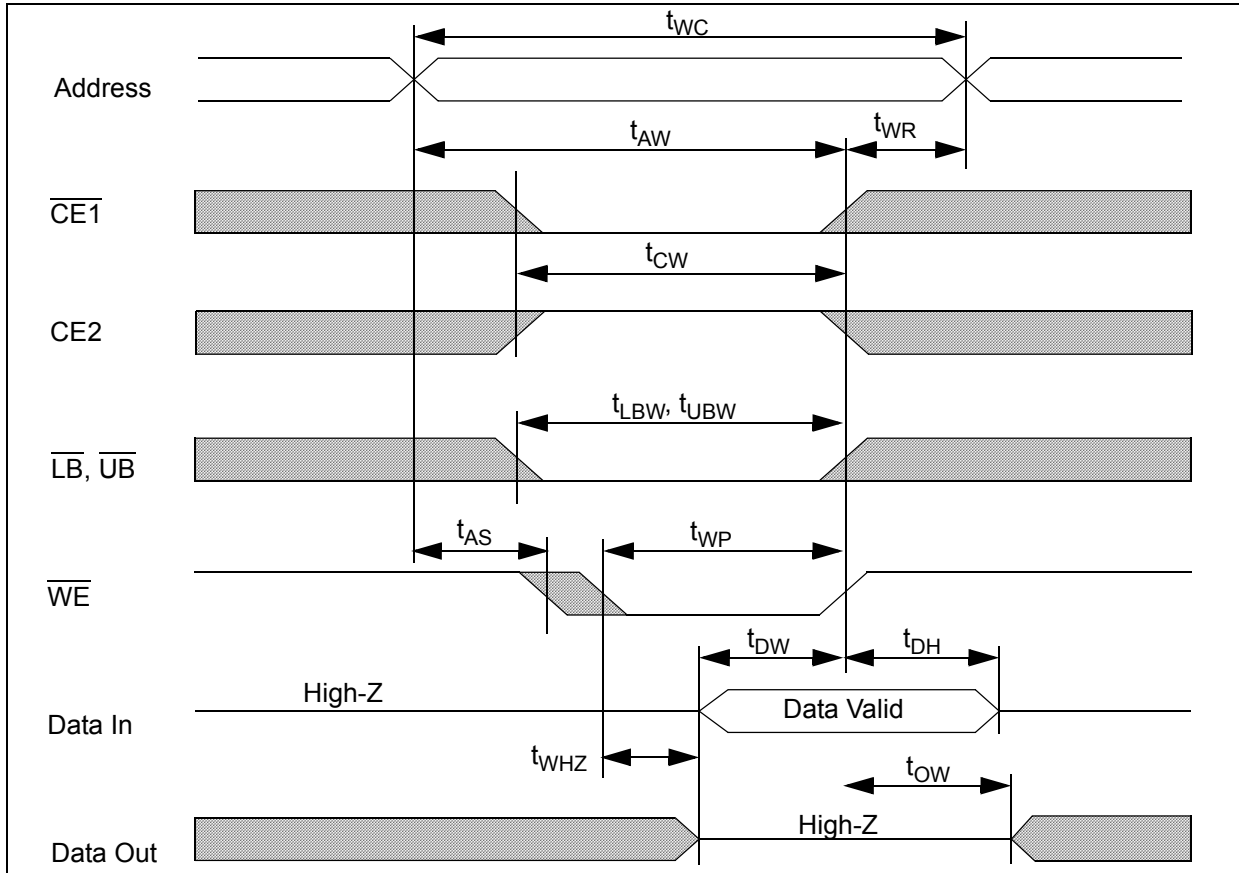 tWC
Address
tAW
tWR
CE1
tCW
CE2
tLBW, tUBW
LB, UB
tAS
tWP
WE
tDW
tDH
High-Z
Data Valid
Data In
tWHZ
tOW
High-Z
Data Out